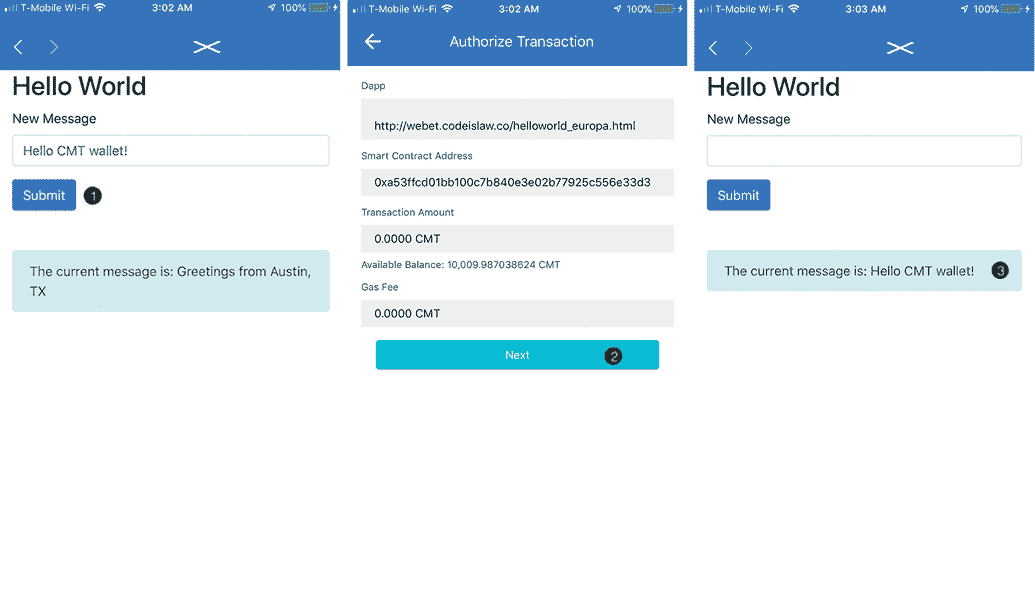 T-Mobile Wi-Fi 3:02 AM 100%
Hello World
New Message
Hello CMT wallet!
Submit 1
The current message is: Greetings from Austin,
TX
T-Mobile Wi-Fi 3:02 AM 100%
Authorize Transaction
Dapp
http://webet.codeislaw.co/helloworld_europa.html
Smart Contract Address
0xa53ffcd01bb100c7b840e3e02b77925c556e33d3
Transaction Amount
0.0000 CMT
Available Balance: 10,009.987038624 CMT
Gas Fee
0.0000 CMT
Next 2
T-Mobile Wi-Fi 3:03 AM 100%
Hello World
New Message
Submit
The current message is: Hello CMT wallet! 3